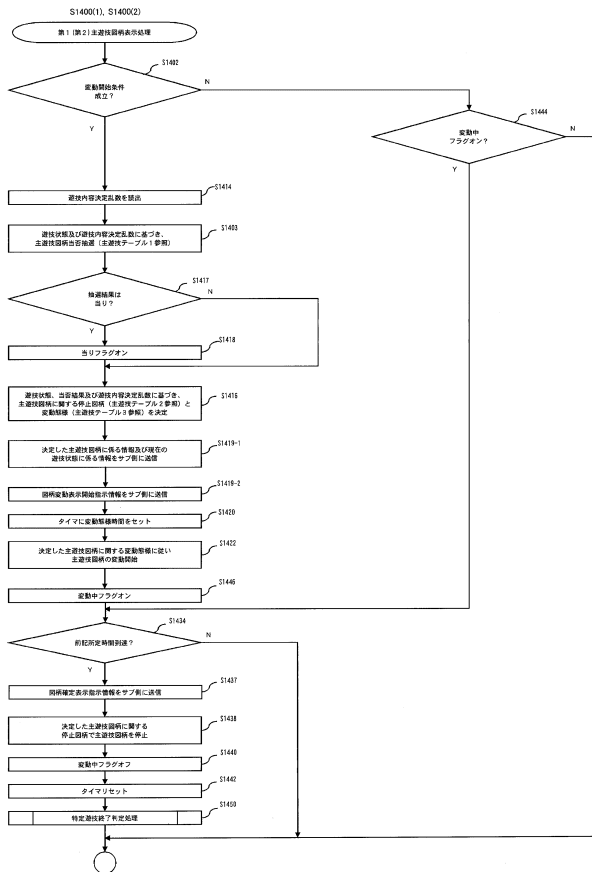 S1400(1), S1400(2)
第1(第2)主遊技図柄表示処理
S1402
変動開始条件
成立?
N
Y
S1444
変動中
フラグオン?
N
Y
S1414
遊技内容決定乱数を読出
S1403
遊技状態及び遊技内容決定乱数に基づき、
主遊技図柄当否抽選(主遊技テーブル1参照)
S1417
抽選結果は
当り?
N
Y
S1418
当りフラグオン
S1416
遊技状態、当否結果及び遊技内容決定乱数に基づき、
主遊技図柄に関する停止図柄(主遊技テーブル2参照)と
変動態様(主遊技テーブル3参照)を決定
S1419-1
決定した主遊技図柄に係る情報及び現在の
遊技状態に係る情報をサブ側に送信
S1419-2
図柄変動表示開始指示情報をサブ側に送信
S1420
タイマに変動態様時間をセット
S1422
決定した主遊技図柄に関する変動態様に従い
主遊技図柄の変動開始
S1446
変動中フラグオン
S1434
前記所定時間到達?
N
Y
S1437
図柄確定表示指示情報をサブ側に送信
S1438
決定した主遊技図柄に関する
停止図柄で主遊技図柄を停止
S1440
変動中フラグオフ
S1442
タイマリセット
S1450
特定遊技終了判定処理